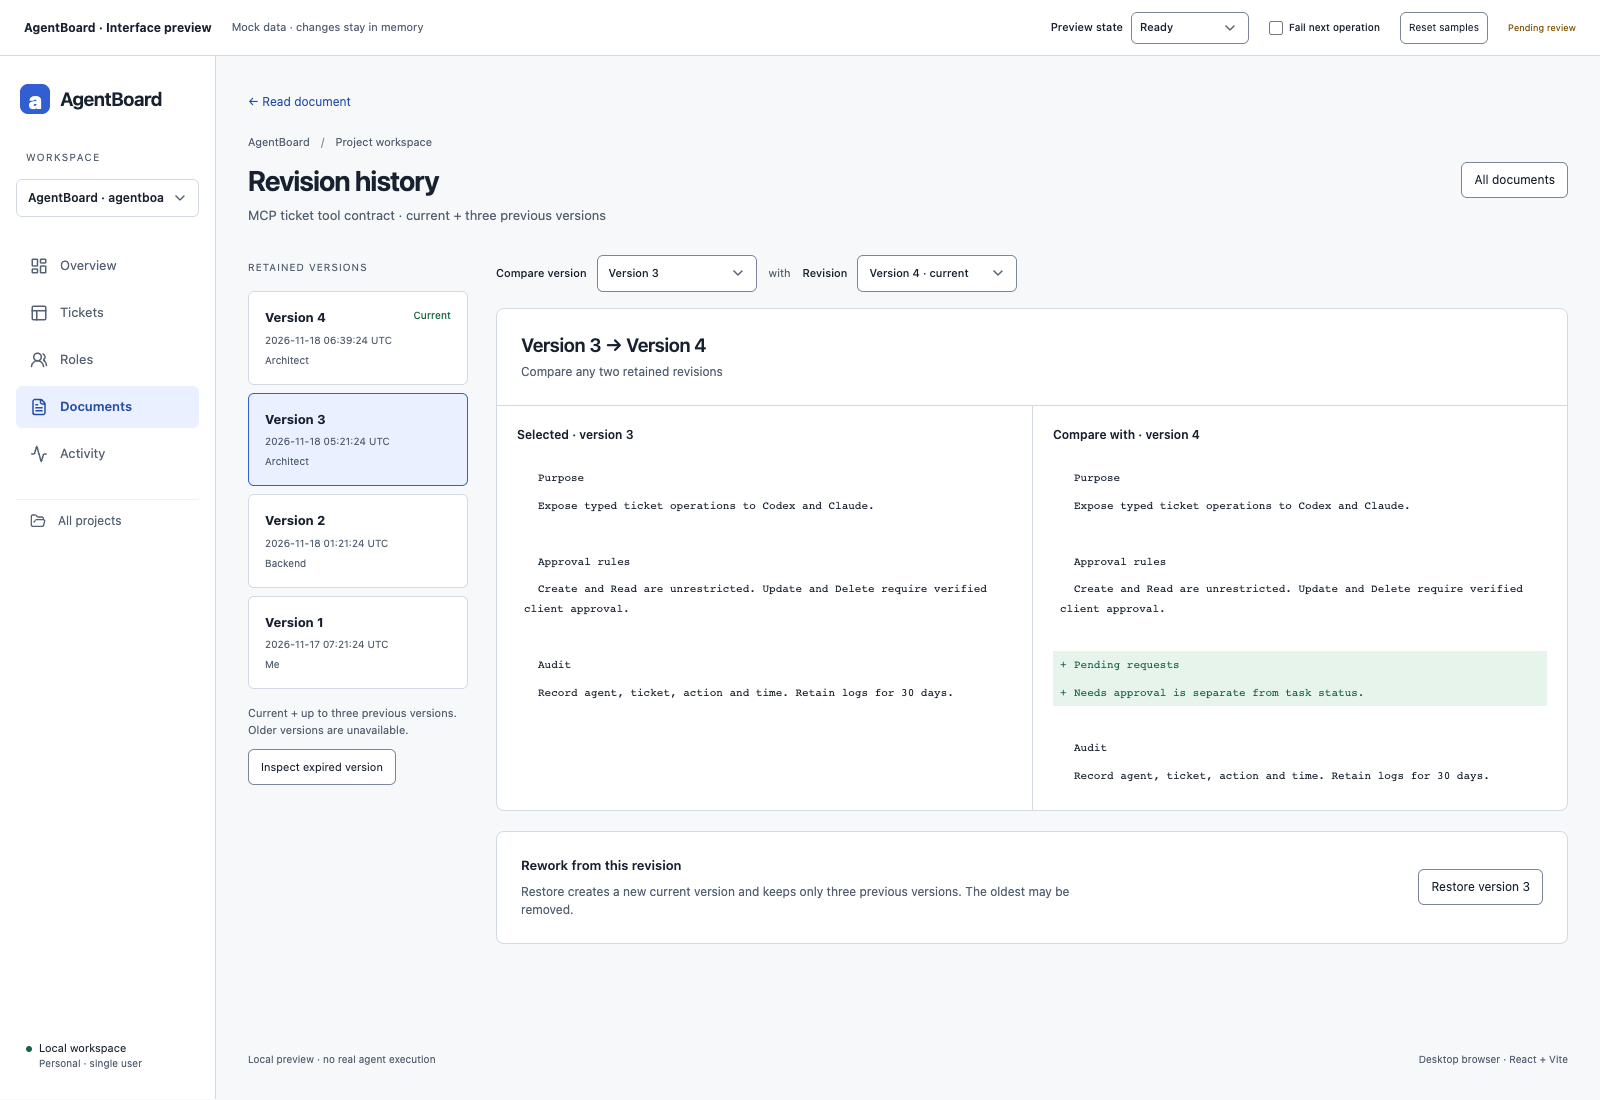 AgentBoard · Interface preview
Mock data · changes stay in memory
Preview state
Ready
Fail next operation
Reset samples
Pending review
a
AgentBoard
WORKSPACE
AgentBoard · agentboa
Overview
Tickets
Roles
Documents
Activity
All projects
Local workspace
Personal · single user
← Read document
AgentBoard / Project workspace
Revision history
MCP ticket tool contract · current + three previous versions
All documents
RETAINED VERSIONS
Version 4
Current
2026-11-18 06:39:24 UTC
Architect
Version 3
2026-11-18 05:21:24 UTC
Architect
Version 2
2026-11-18 01:21:24 UTC
Backend
Version 1
2026-11-17 07:21:24 UTC
Me
Current + up to three previous versions.
Older versions are unavailable.
Inspect expired version
Compare version
Version 3
with
Revision
Version 4 · current
Version 3 → Version 4
Compare any two retained revisions
Selected · version 3
Purpose
Expose typed ticket operations to Codex and Claude.
Approval rules
Create and Read are unrestricted. Update and Delete require verified
client approval.
Audit
Record agent, ticket, action and time. Retain logs for 30 days.
Compare with · version 4
Purpose
Expose typed ticket operations to Codex and Claude.
Approval rules
Create and Read are unrestricted. Update and Delete require verified
client approval.
+ Pending requests
+ Needs approval is separate from task status.
Audit
Record agent, ticket, action and time. Retain logs for 30 days.
Rework from this revision
Restore creates a new current version and keeps only three previous versions. The oldest may be
removed.
Restore version 3
Local preview · no real agent execution
Desktop browser · React + Vite